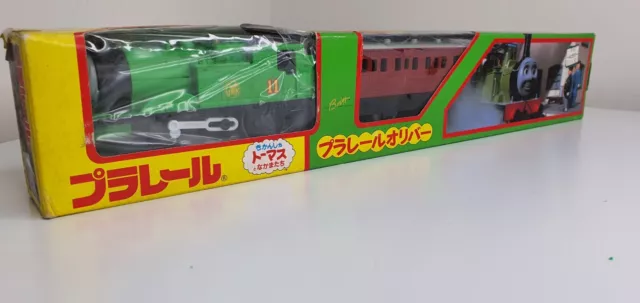 11
Britt
プラレール®
きかんしゃ
トーマス
となかまたち
プラレールオリバー